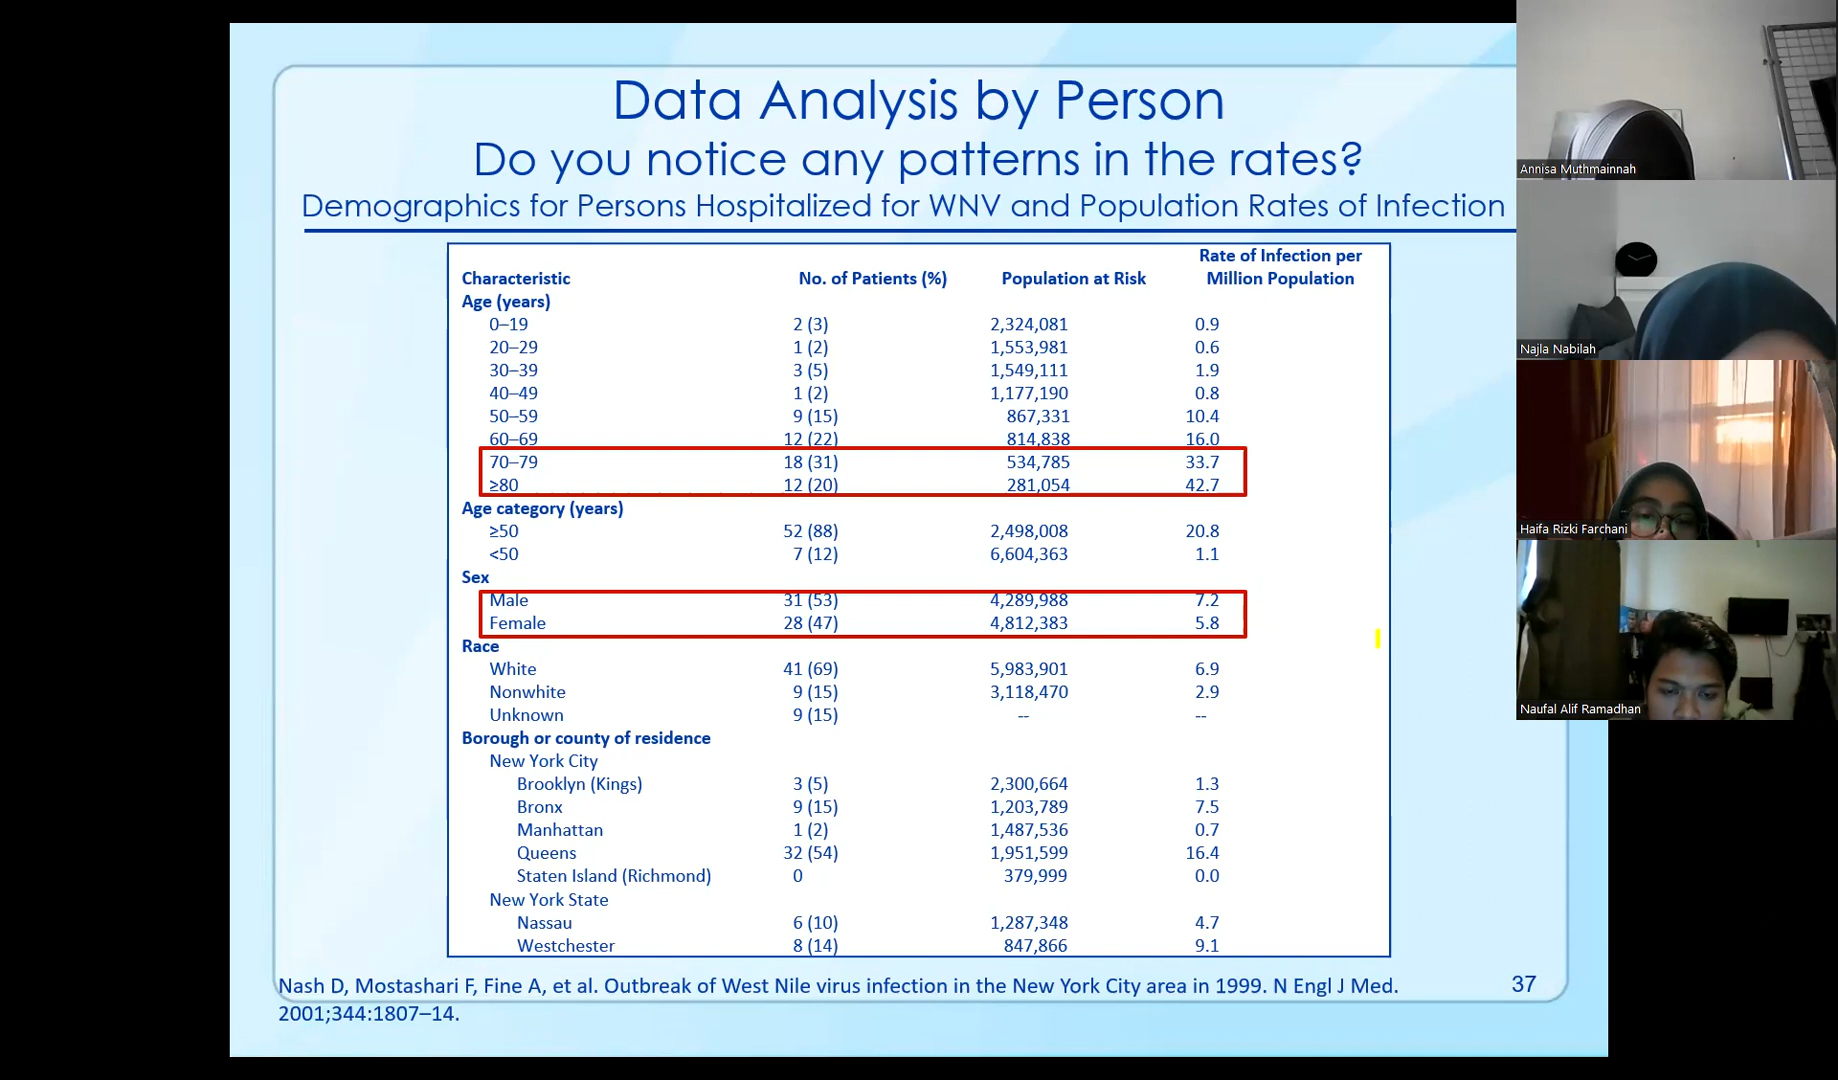 Data Analysis by Person
Do you notice any patterns in the rates?
Demographics for Persons Hospitalized for WNV and Population Rates of Infection
Characteristic No. of Patients (%) Population at Risk Rate of Infection per Million Population
Age (years)
0–19 2 (3) 2,324,081 0.9
20–29 1 (2) 1,553,981 0.6
30–39 3 (5) 1,549,111 1.9
40–49 1 (2) 1,177,190 0.8
50–59 9 (15) 867,331 10.4
60–69 12 (22) 814,838 16.0
70–79 18 (31) 534,785 33.7
≥80 12 (20) 281,054 42.7
Age category (years)
≥50 52 (88) 2,498,008 20.8
<50 7 (12) 6,604,363 1.1
Sex
Male 31 (53) 4,289,988 7.2
Female 28 (47) 4,812,383 5.8
Race
White 41 (69) 5,983,901 6.9
Nonwhite 9 (15) 3,118,470 2.9
Unknown 9 (15) -- --
Borough or county of residence
New York City
Brooklyn (Kings) 3 (5) 2,300,664 1.3
Bronx 9 (15) 1,203,789 7.5
Manhattan 1 (2) 1,487,536 0.7
Queens 32 (54) 1,951,599 16.4
Staten Island (Richmond) 0 379,999 0.0
New York State
Nassau 6 (10) 1,287,348 4.7
Westchester 8 (14) 847,866 9.1
Nash D, Mostashari F, Fine A, et al. Outbreak of West Nile virus infection in the New York City area in 1999. N Engl J Med.
2001;344:1807–14.
37
Annisa Muthmainnah
Najla Nabilah
Haifa Rizki Farchani
Naufal Alif Ramadhan